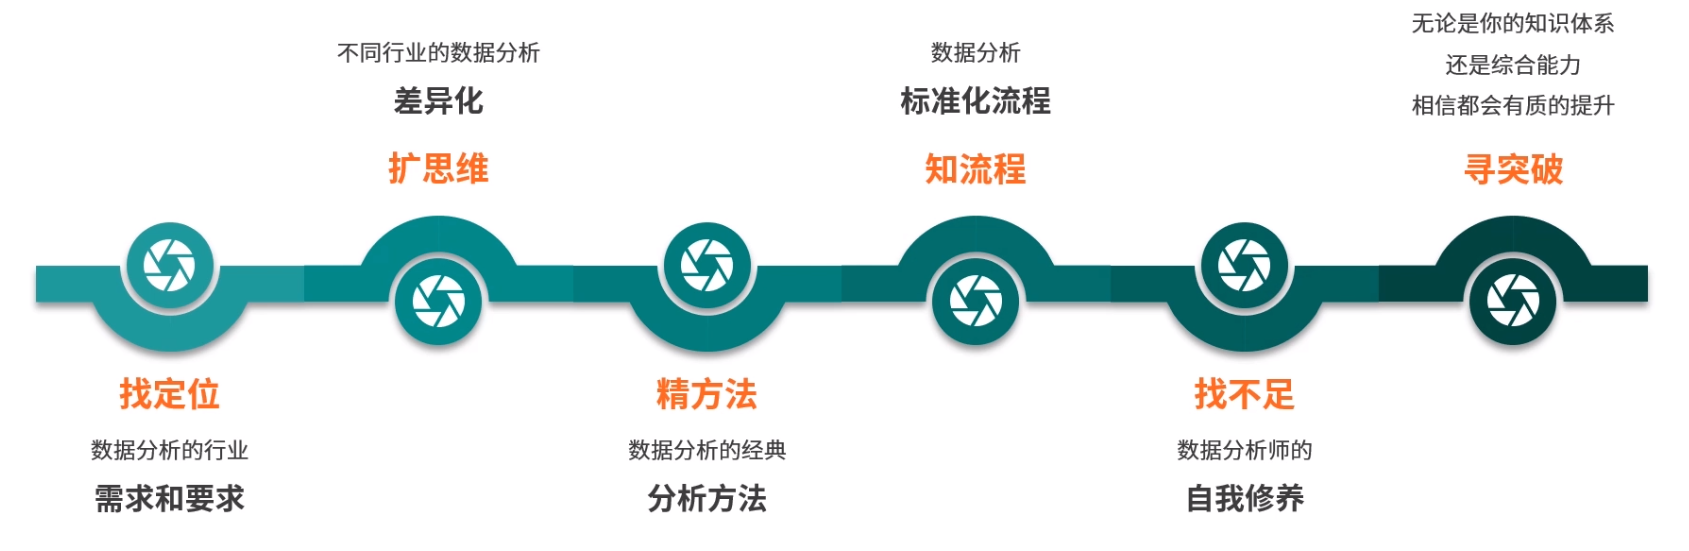 找定位
数据分析的行业
需求和要求
不同行业的数据分析
差异化
扩思维
精方法
数据分析的经典
分析方法
数据分析
标准化流程
知流程
找不足
数据分析师的
自我修养
无论是你的知识体系
还是综合能力
相信都会有质的提升
寻突破